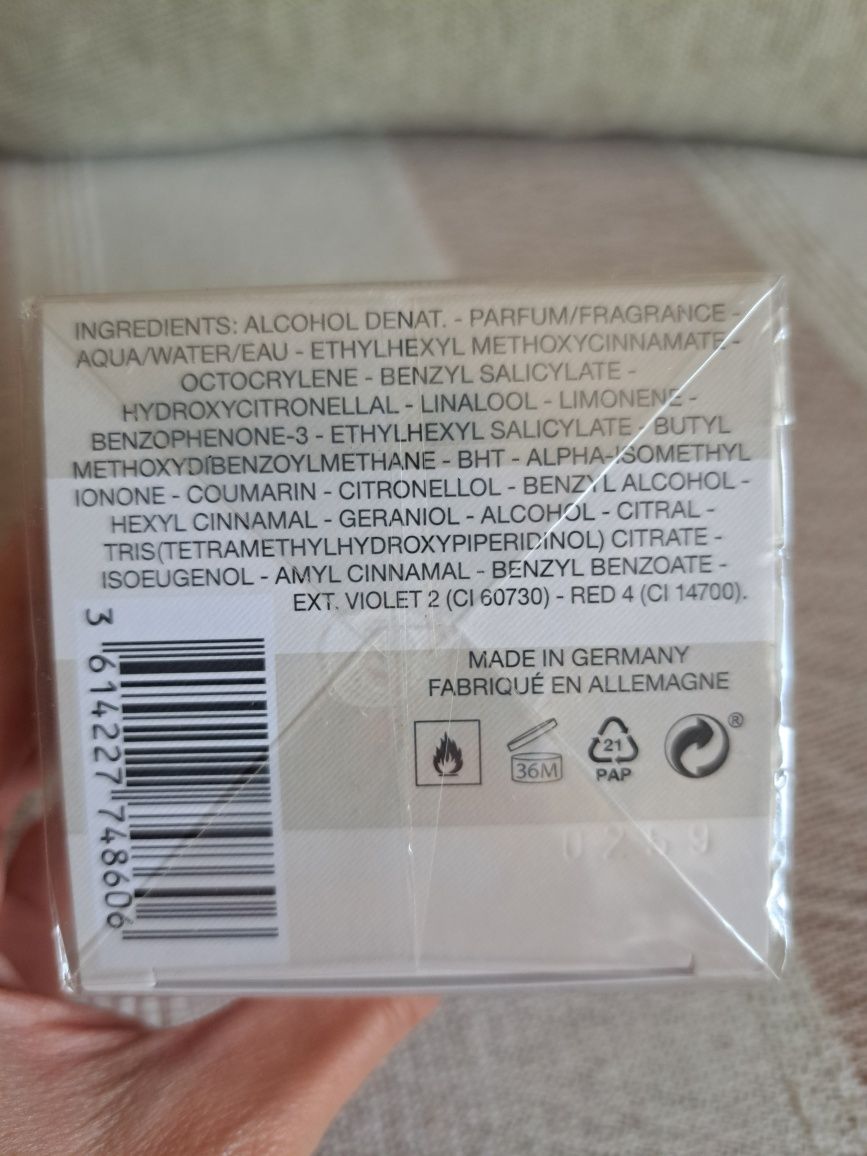 INGREDIENTS: ALCOHOL DENAT. - PARFUM/FRAGRANCE -
AQUA/WATER/EAU - ETHYLHEXYL METHOXYCINNAMATE -
OCTOCRYLENE - BENZYL SALICYLATE -
HYDROXYCITRONELLAL - LINALOOL - LIMONENE -
BENZOPHENONE-3 - ETHYLHEXYL SALICYLATE - BUTYL
METHOXYDIBENZOYLMETHANE - BHT - ALPHA-ISOMETHYL
IONONE - COUMARIN - CITRONELLOL - BENZYL ALCOHOL -
HEXYL CINNAMAL - GERANIOL - ALCOHOL - CITRAL -
TRIS(TETRAMETHYLHYDROXYPIPERIDINOL) CITRATE -
ISOEUGENOL - AMYL CINNAMAL - BENZYL BENZOATE -
EXT. VIOLET 2 (CI 60730) - RED 4 (CI 14700).
3 614227 748606
MADE IN GERMANY
FABRIQUÉ EN ALLEMAGNE
36M
21
PAP
®